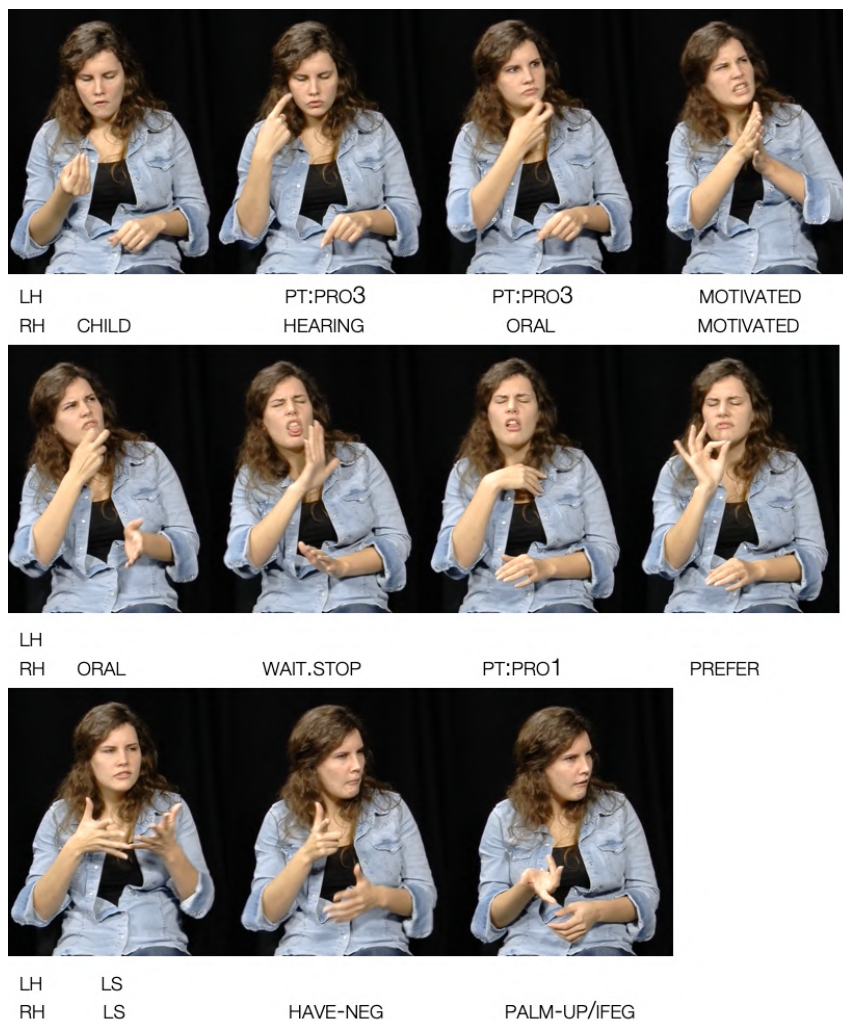 LH PT:PRO3 PT:PRO3 MOTIVATED
RH CHILD HEARING ORAL MOTIVATED
LH
RH ORAL WAIT.STOP PT:PRO1 PREFER
LH LS
RH LS HAVE-NEG PALM-UP/IFEG